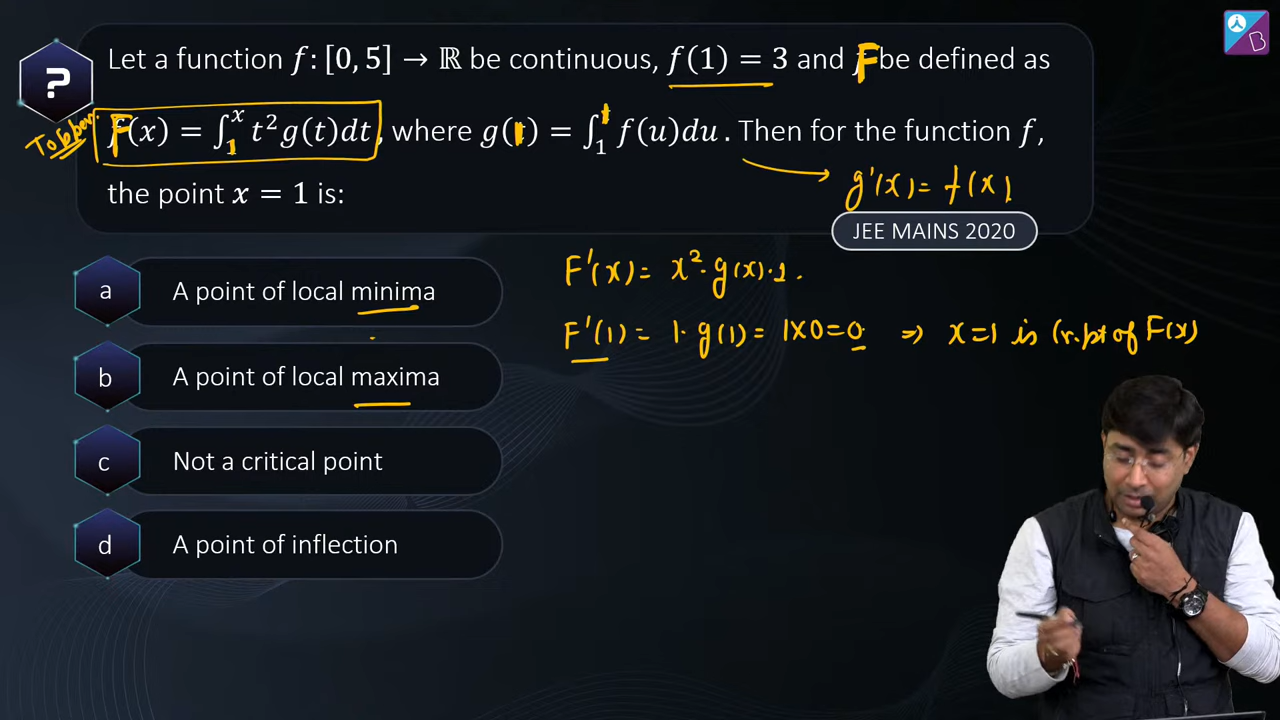 Let a function f: [0, 5] → ℝ be continuous, f(1) = 3 and F be defined as
To Gban.
F(x) = ∫₁ˣ t² g(t)dt, where g(t) = ∫₁ᵗ f(u)du. Then for the function f,
the point x = 1 is:
g'(x) = f(x)
JEE MAINS 2020
a A point of local minima
F'(x) = x²· g(x)·1.
F'(1) = 1· g(1) = 1×0=0 ⇒ x=1 is Cr.pt of F(x)
b A point of local maxima
c Not a critical point
d A point of inflection
B